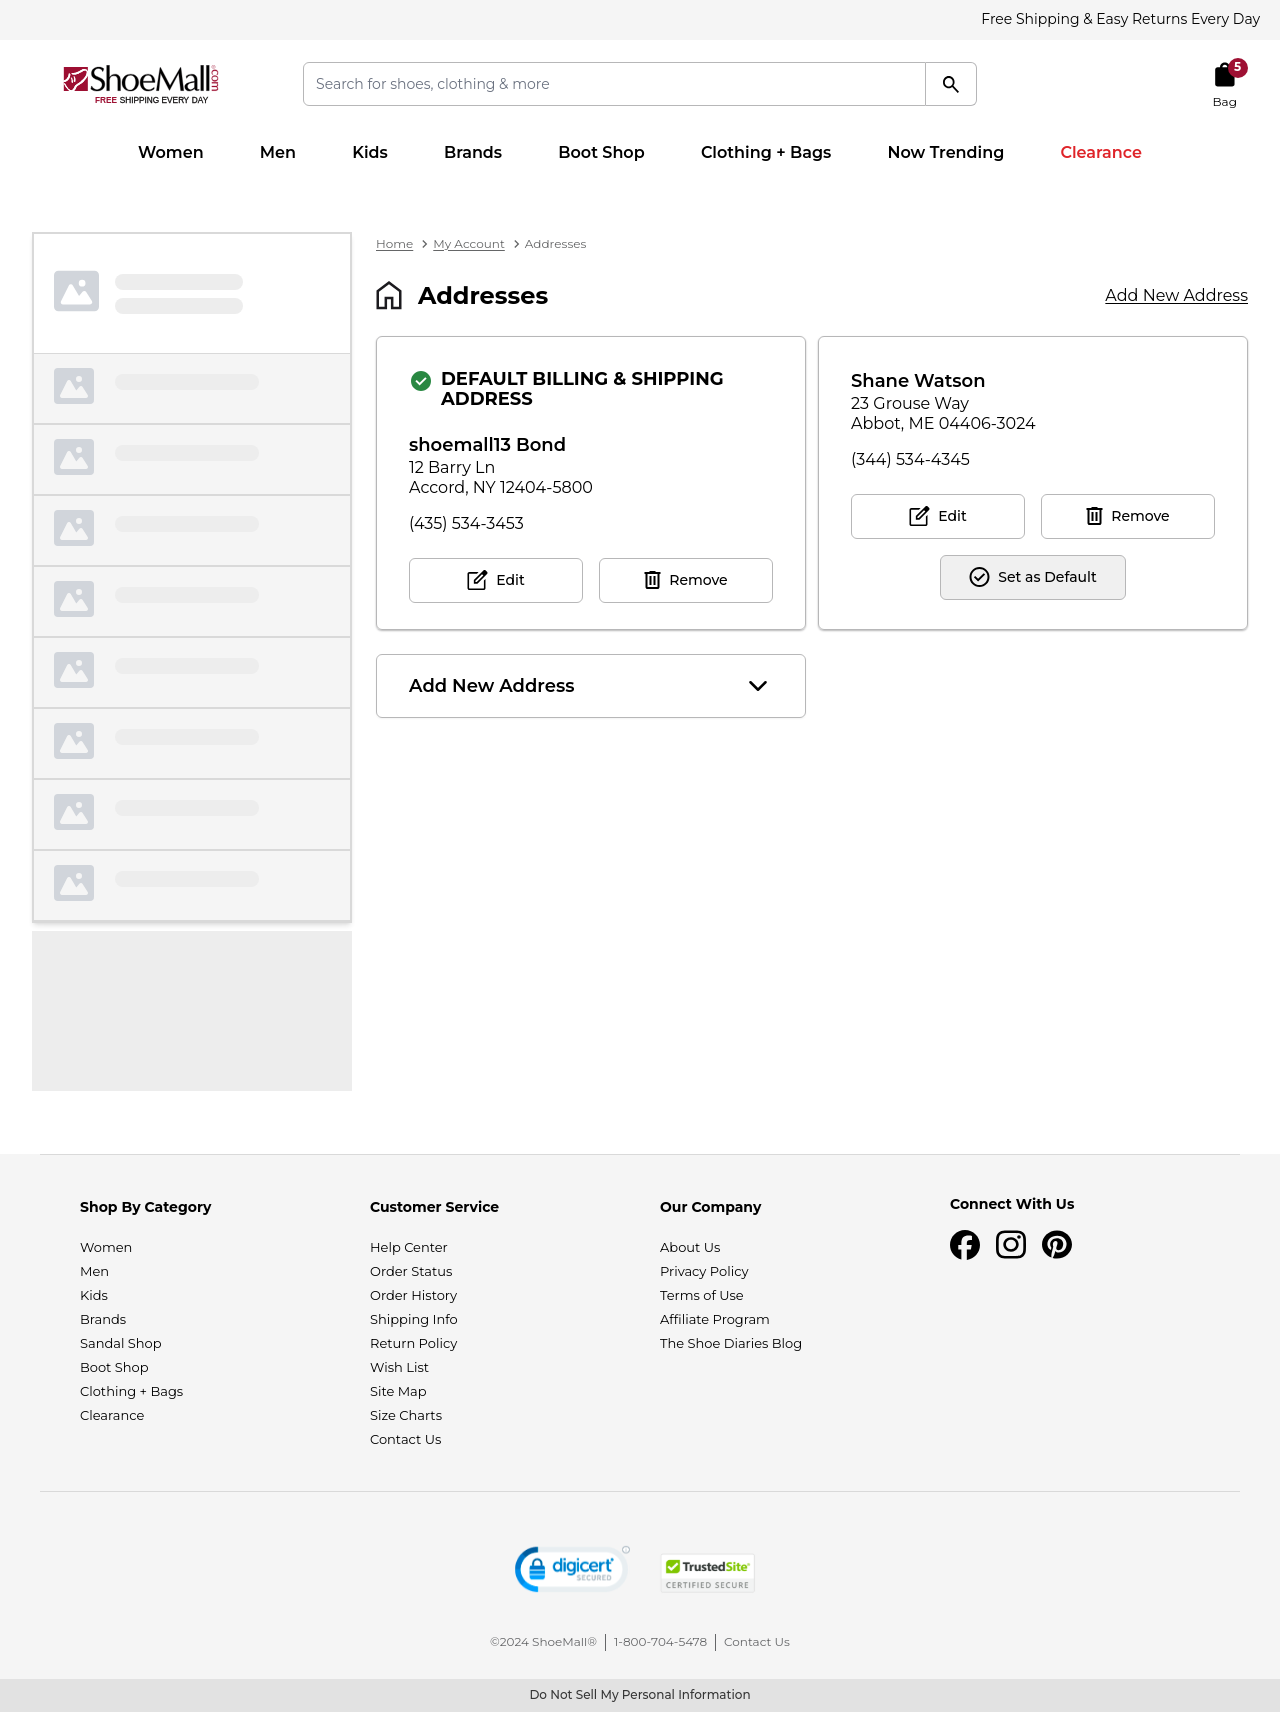 Free Shipping & Easy Returns Every Day
ShoeMall.com
FREE SHIPPING EVERY DAY
Search for shoes, clothing & more
5
Bag
Women
Men
Kids
Brands
Boot Shop
Clothing + Bags
Now Trending
Clearance
Home
My Account
Addresses
Addresses
Add New Address
DEFAULT BILLING & SHIPPING
ADDRESS
shoemall13 Bond
12 Barry Ln
Accord, NY 12404-5800
(435) 534-3453
Edit
Remove
Shane Watson
23 Grouse Way
Abbot, ME 04406-3024
(344) 534-4345
Edit
Remove
Set as Default
Add New Address
Shop By Category
Women
Men
Kids
Brands
Sandal Shop
Boot Shop
Clothing + Bags
Clearance
Customer Service
Help Center
Order Status
Order History
Shipping Info
Return Policy
Wish List
Site Map
Size Charts
Contact Us
Our Company
About Us
Privacy Policy
Terms of Use
Affiliate Program
The Shoe Diaries Blog
Connect With Us
digicert
SECURED
TrustedSite
CERTIFIED SECURE
©2024 ShoeMall®
1-800-704-5478
Contact Us
Do Not Sell My Personal Information